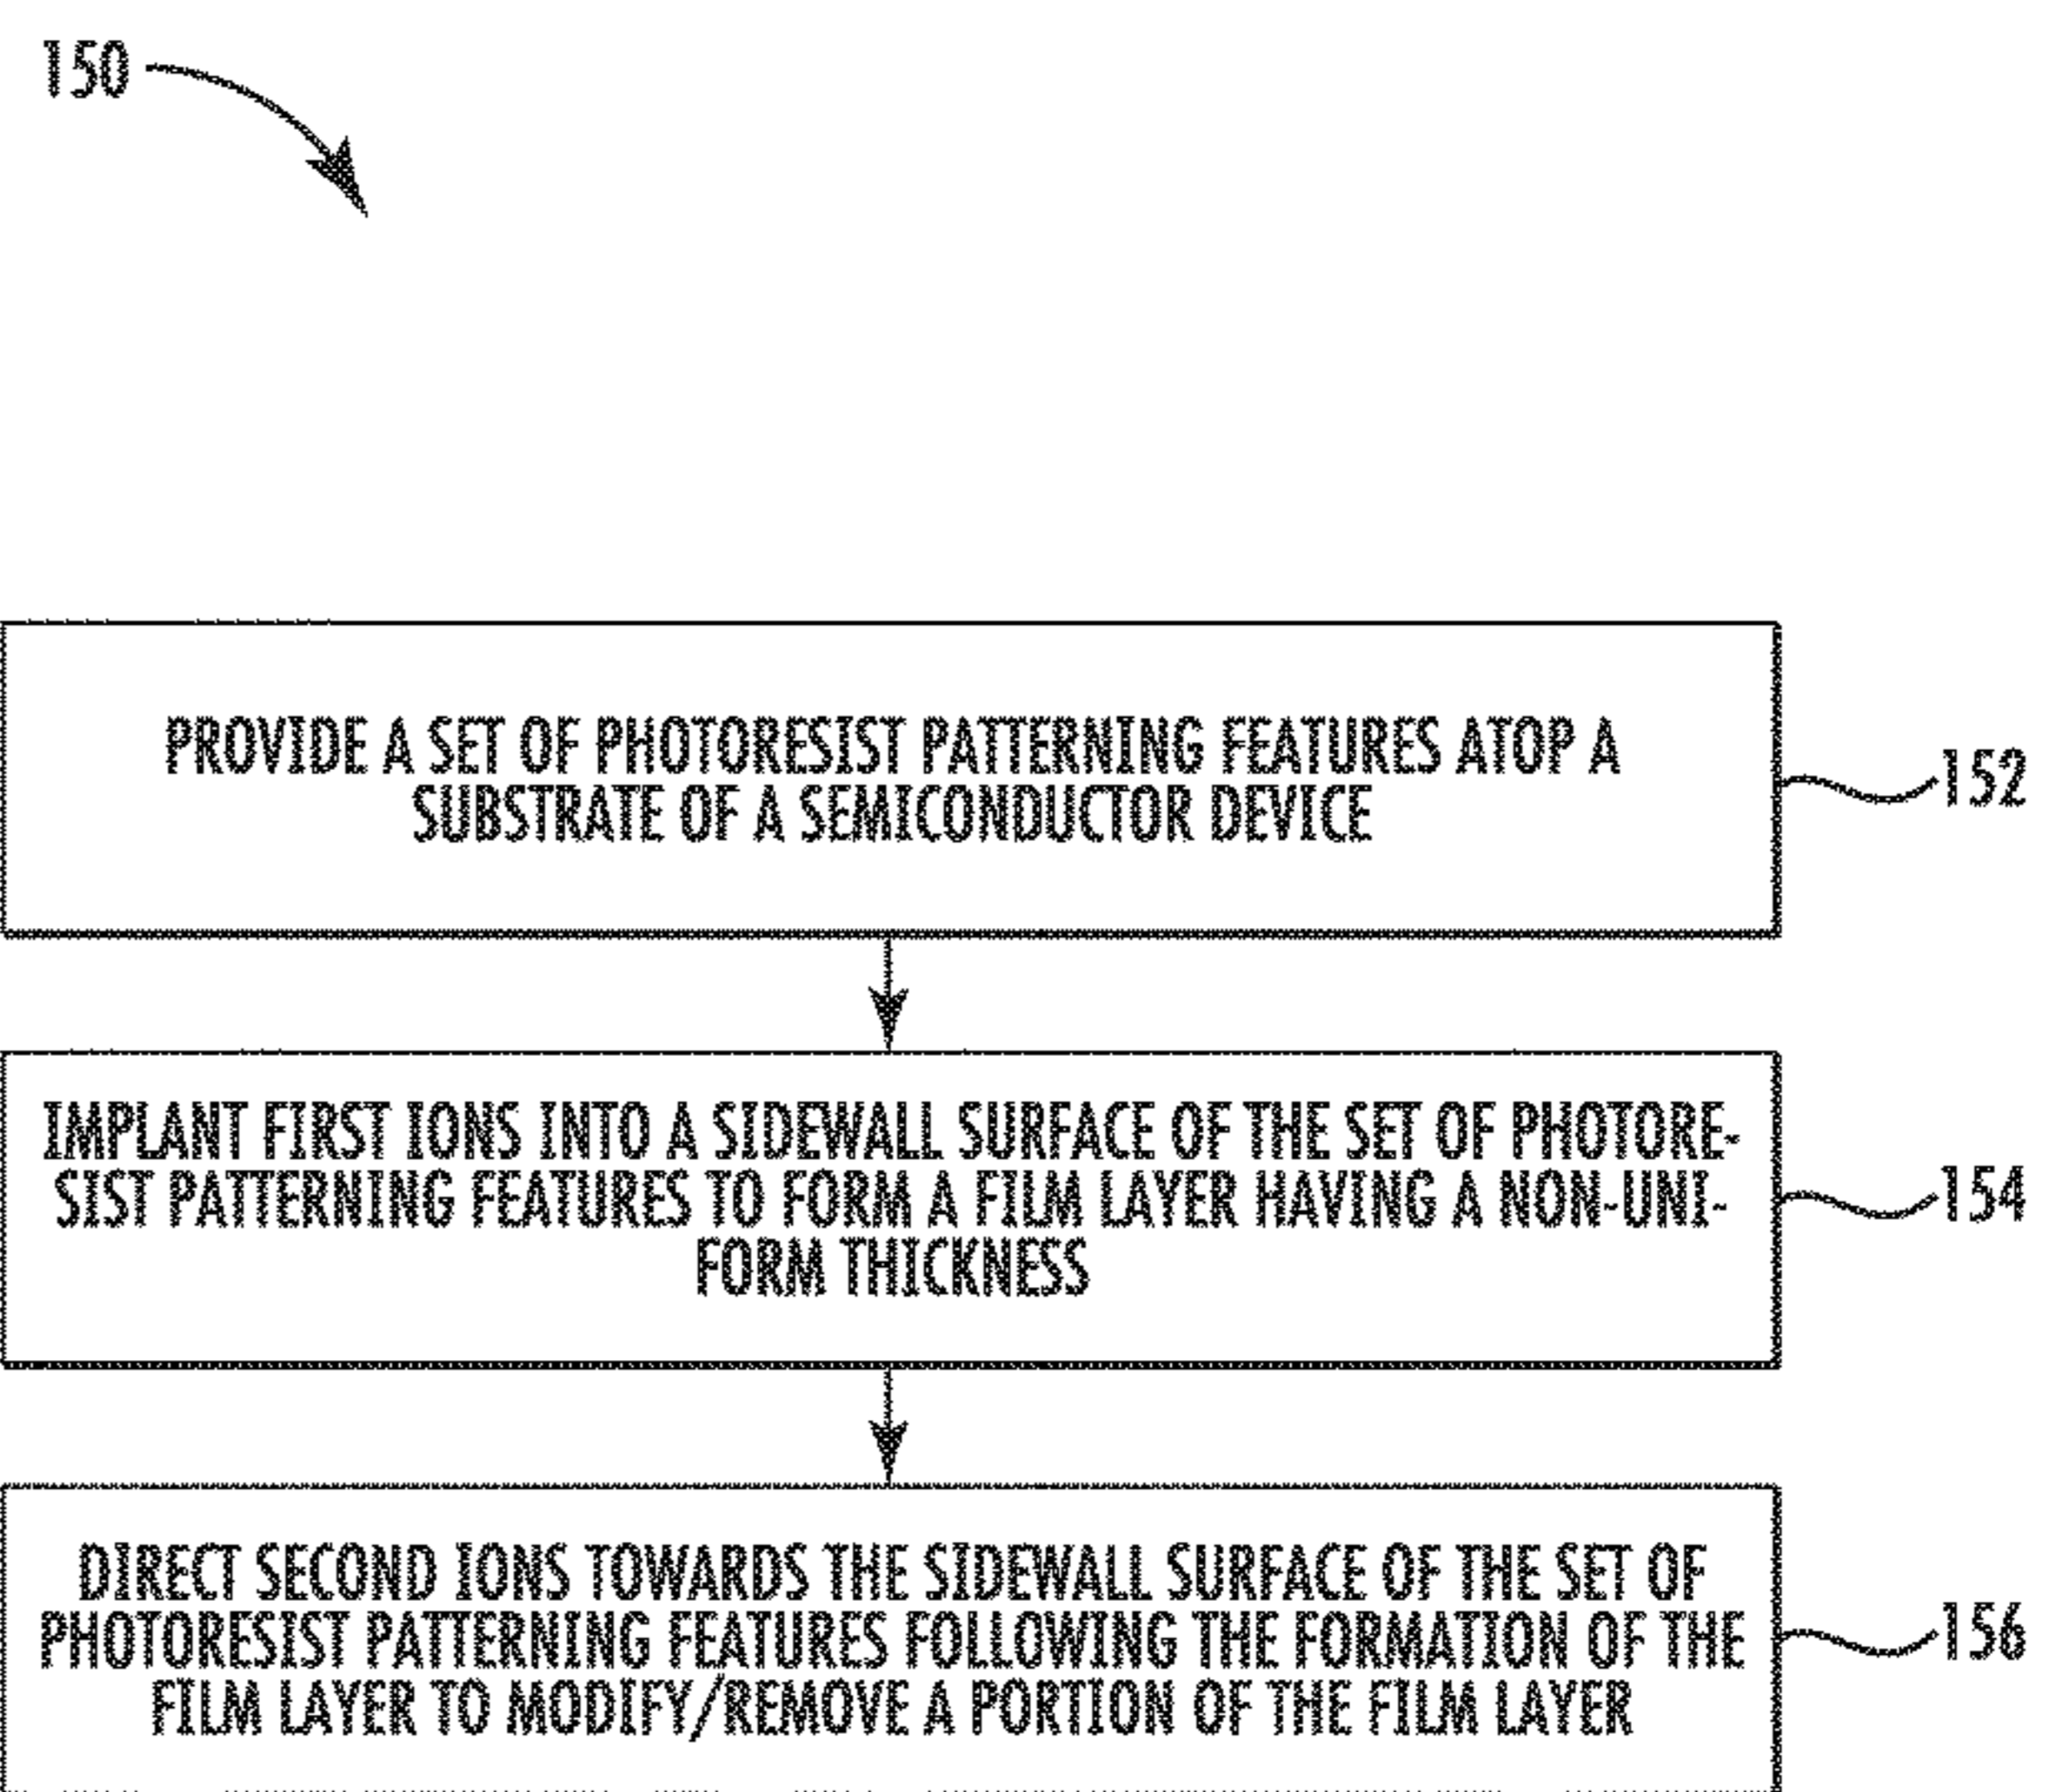 150
PROVIDE A SET OF PHOTORESIST PATTERNING FEATURES ATOP A
SUBSTRATE OF A SEMICONDUCTOR DEVICE
152
IMPLANT FIRST IONS INTO A SIDEWALL SURFACE OF THE SET OF PHOTORE-
SIST PATTERNING FEATURES TO FORM A FILM LAYER HAVING A NON-UNI-
FORM THICKNESS
154
DIRECT SECOND IONS TOWARDS THE SIDEWALL SURFACE OF THE SET OF
PHOTORESIST PATTERNING FEATURES FOLLOWING THE FORMATION OF THE
FILM LAYER TO MODIFY/REMOVE A PORTION OF THE FILM LAYER
156